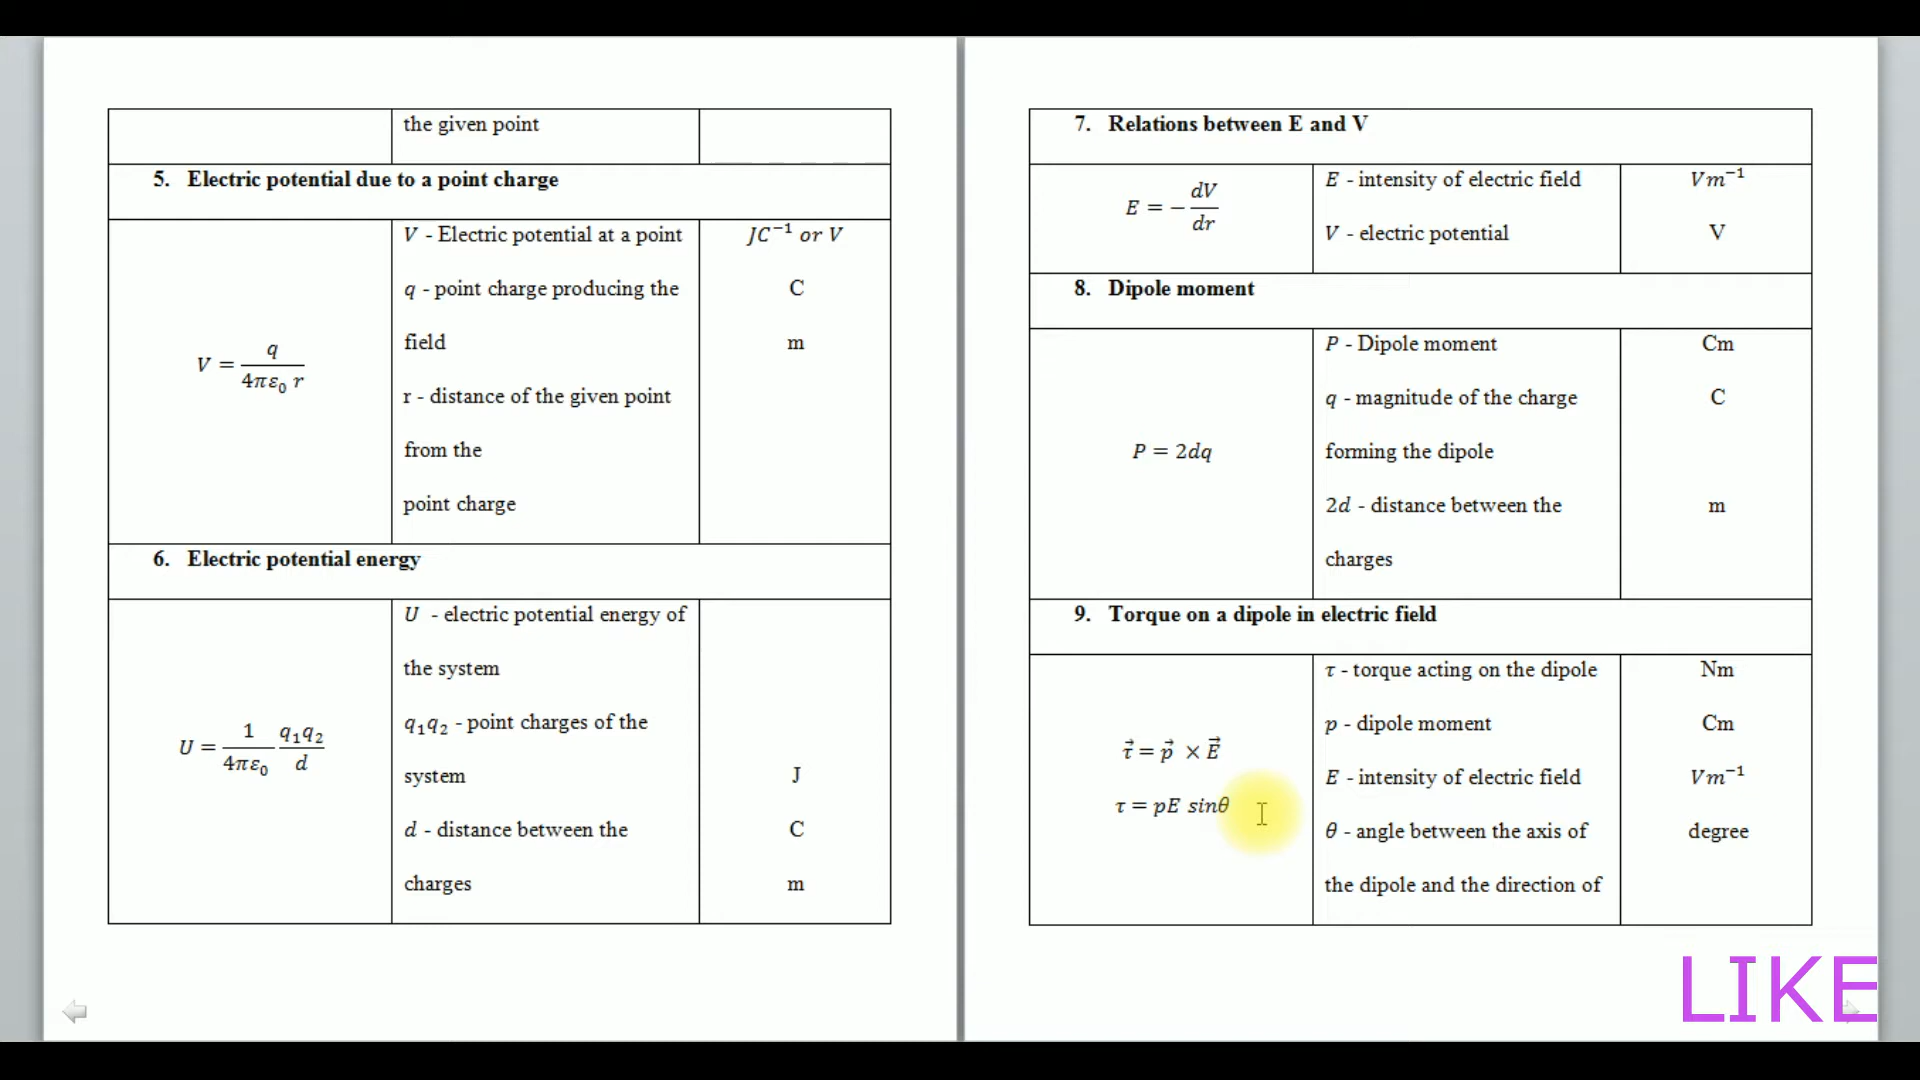 the given point
5. Electric potential due to a point charge
V = q / 4πε₀ r
V - Electric potential at a point
JC⁻¹ or V
q - point charge producing the
C
field
m
r - distance of the given point
from the
point charge
6. Electric potential energy
U = 1/4πε₀ q₁q₂/d
U - electric potential energy of
the system
q₁q₂ - point charges of the
system
J
d - distance between the
C
charges
m
7. Relations between E and V
E = − dV/dr
E - intensity of electric field
Vm⁻¹
V - electric potential
V
8. Dipole moment
P = 2dq
P - Dipole moment
Cm
q - magnitude of the charge
C
forming the dipole
2d - distance between the
m
charges
9. Torque on a dipole in electric field
τ⃗ = p⃗ × E⃗
τ = pE sinθ
τ - torque acting on the dipole
Nm
p - dipole moment
Cm
E - intensity of electric field
Vm⁻¹
θ - angle between the axis of
degree
the dipole and the direction of
LIKE